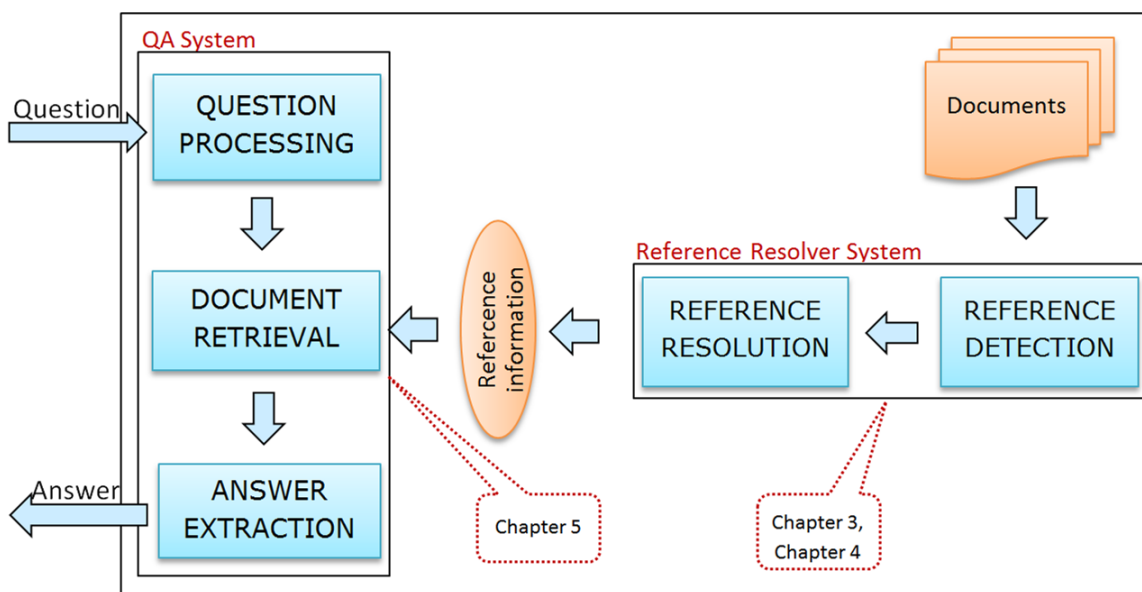 QA System
Question
QUESTION
PROCESSING
DOCUMENT
RETRIEVAL
ANSWER
EXTRACTION
Answer
Refercence
information
Chapter 5
Documents
Reference Resolver System
REFERENCE
RESOLUTION
REFERENCE
DETECTION
Chapter 3,
Chapter 4